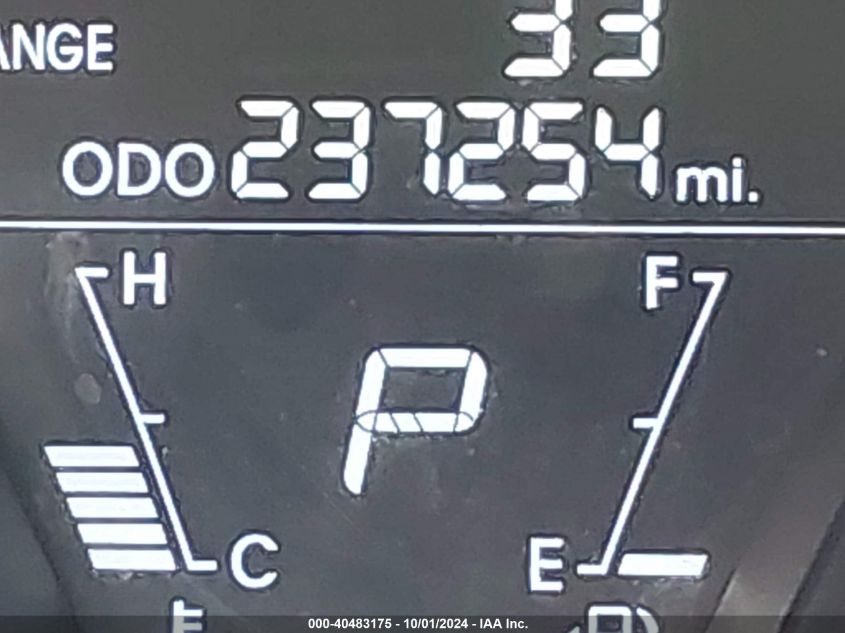 ANGE 33
ODO 237254 mi.
H F
P
C E
000-40483175 - 10/01/2024 - IAA Inc.